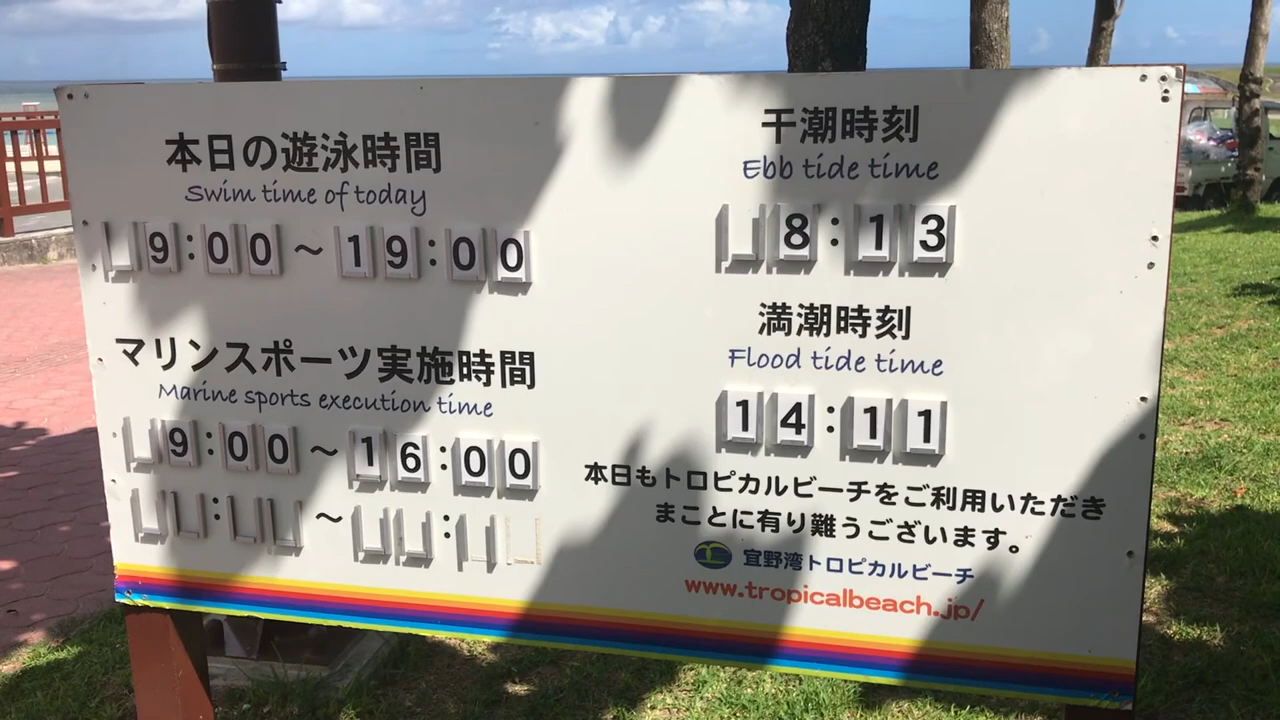 本日の遊泳時間
Swim time of today
9:00～19:00
マリンスポーツ実施時間
Marine sports execution time
9:00～16:00
:　～　:
干潮時刻
Ebb tide time
8:13
満潮時刻
Flood tide time
14:11
本日もトロピカルビーチをご利用いただき
まことに有り難うございます。
宜野湾トロピカルビーチ
www.tropicalbeach.jp/